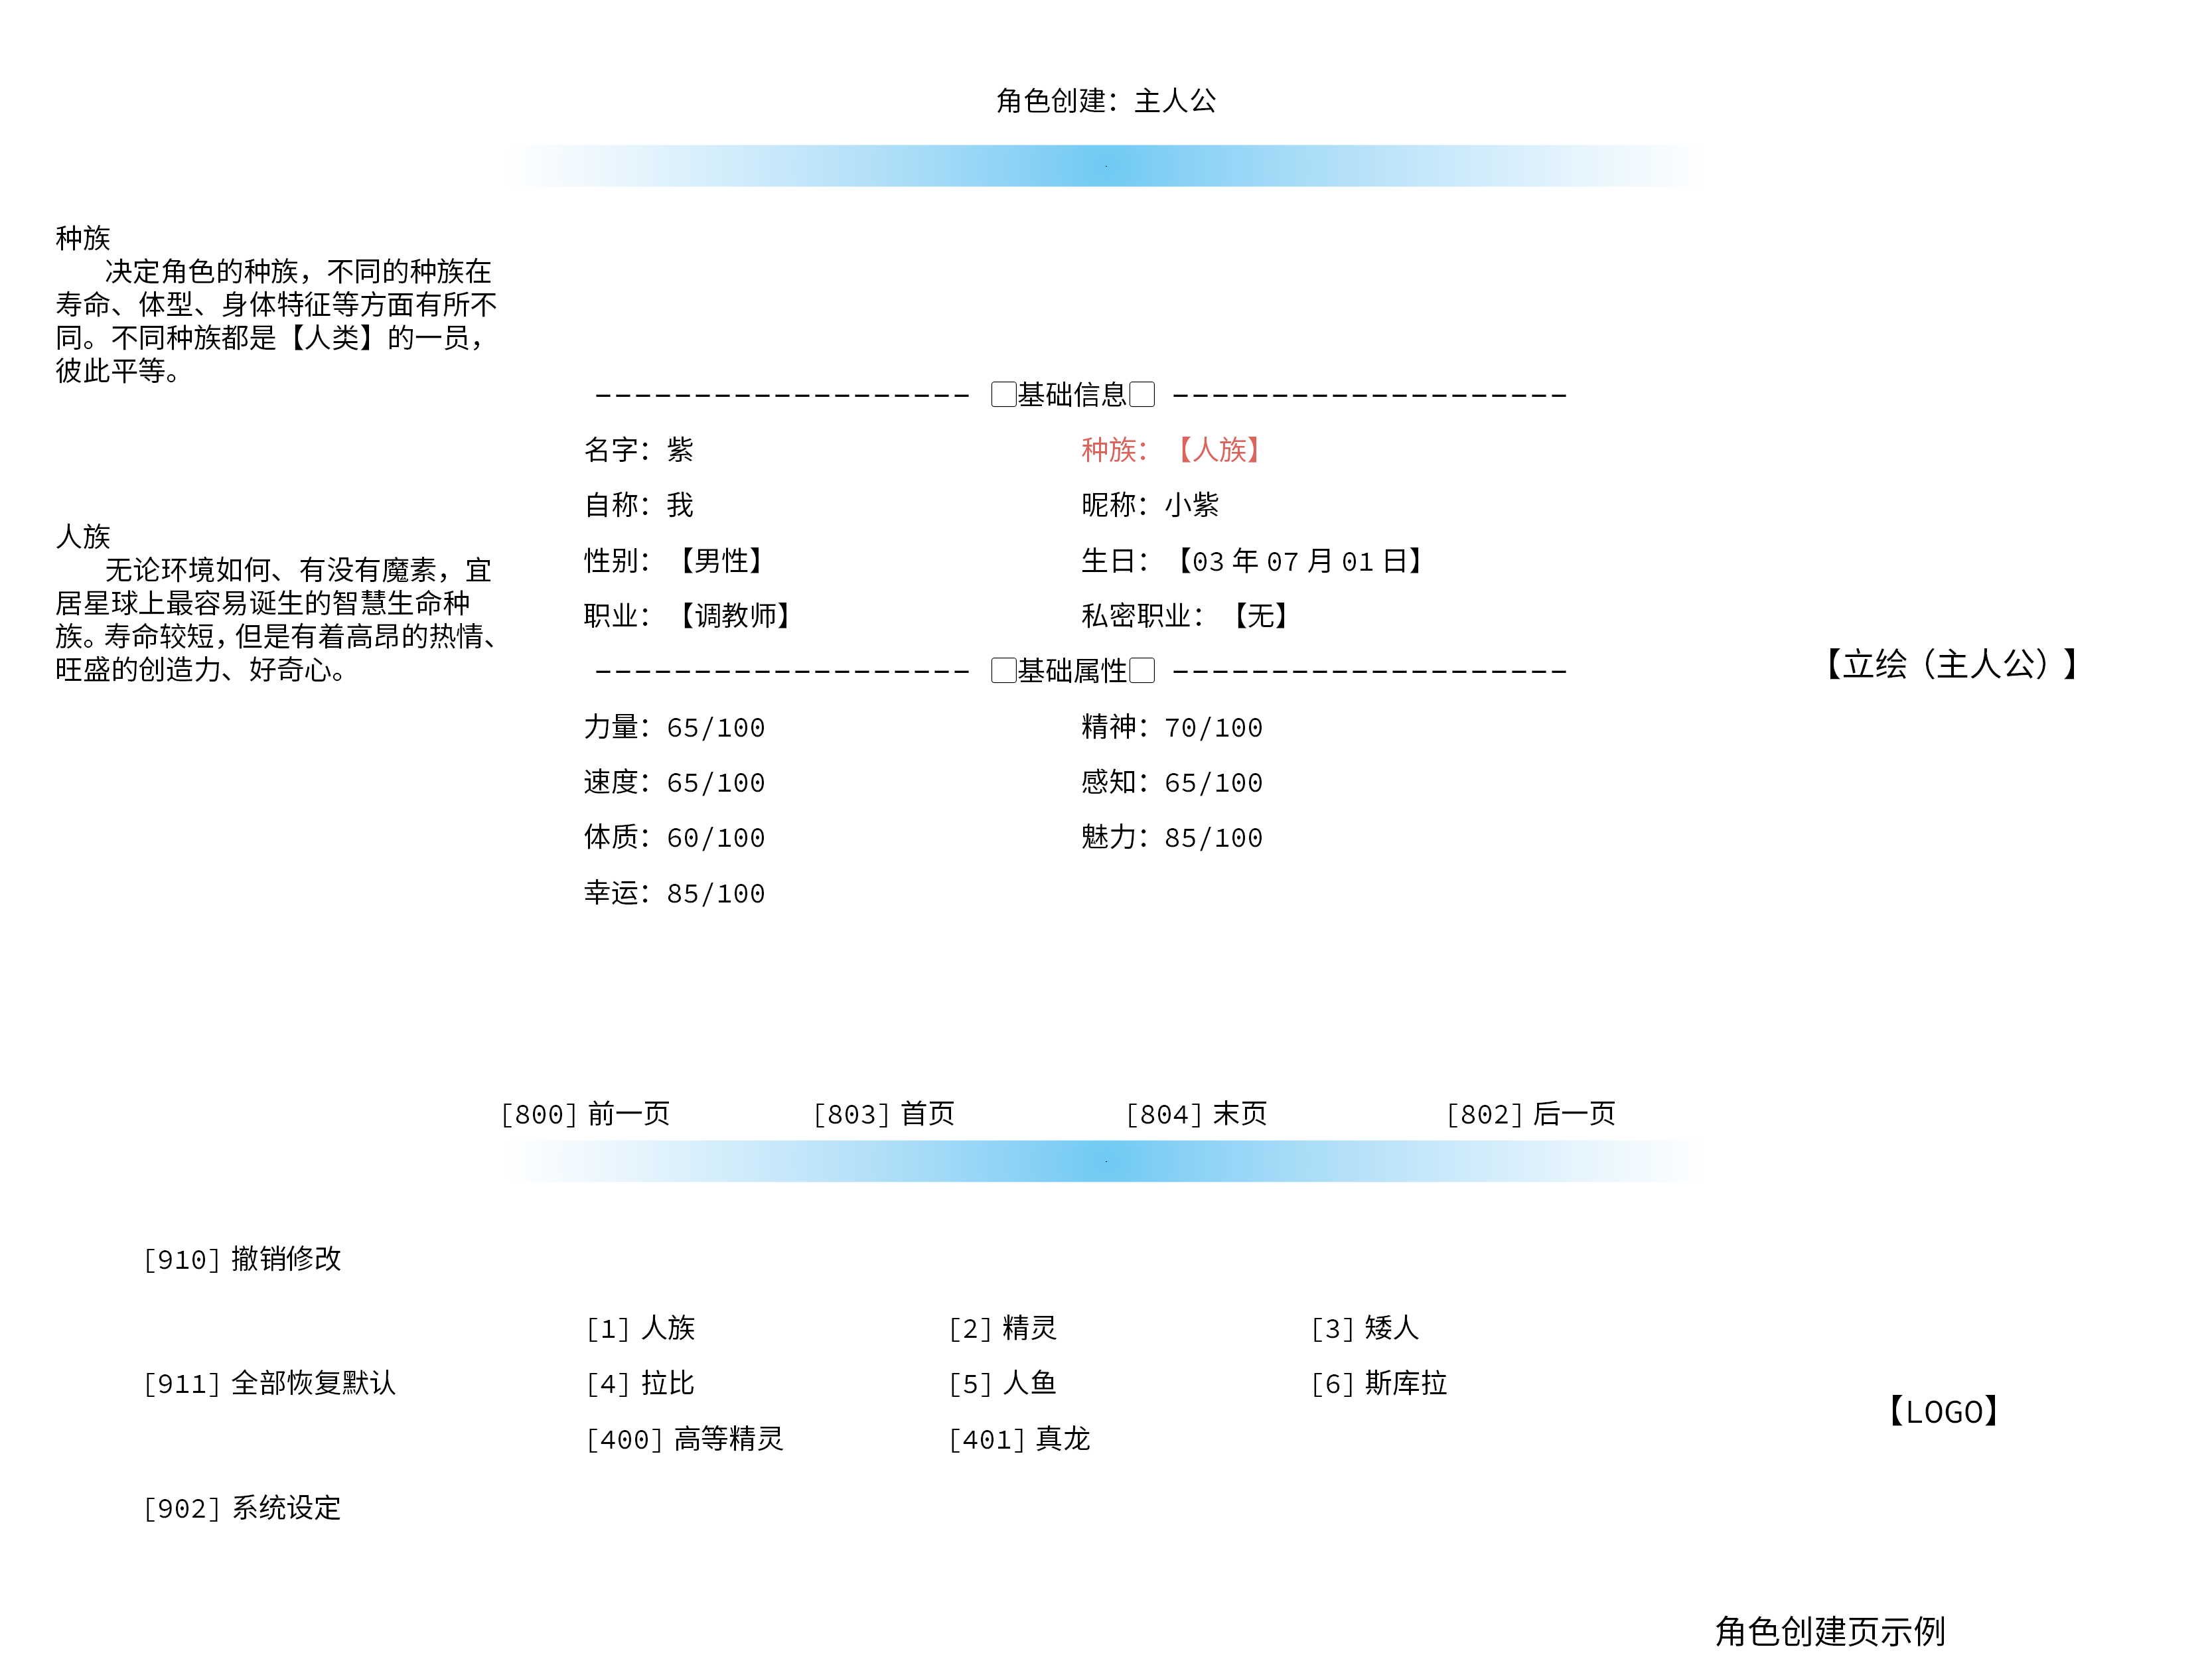 角色创建：主人公
种族
决定角色的种族，不同的种族在
寿命、体型、身体特征等方面有所不
同。不同种族都是【人类】的一员，
彼此平等。
人族
无论环境如何、有没有魔素，宜
居星球上最容易诞生的智慧生命种
族。寿命较短，但是有着高昂的热情、
旺盛的创造力、好奇心。
------------------- ▢基础信息▢ --------------------
名字：紫 种族：【人族】
自称：我 昵称：小紫
性别：【男性】 生日：【03 年 07 月 01 日】
职业：【调教师】 私密职业：【无】
------------------- ▢基础属性▢ --------------------
力量：65/100 精神：70/100
速度：65/100 感知：65/100
体质：60/100 魅力：85/100
幸运：85/100
【立绘（主人公）】
[800] 前一页 [803] 首页 [804] 末页 [802] 后一页
[910] 撤销修改
[911] 全部恢复默认
[902] 系统设定
[1] 人族 [2] 精灵 [3] 矮人
[4] 拉比 [5] 人鱼 [6] 斯库拉
[400] 高等精灵 [401] 真龙
【LOGO】
角色创建页示例